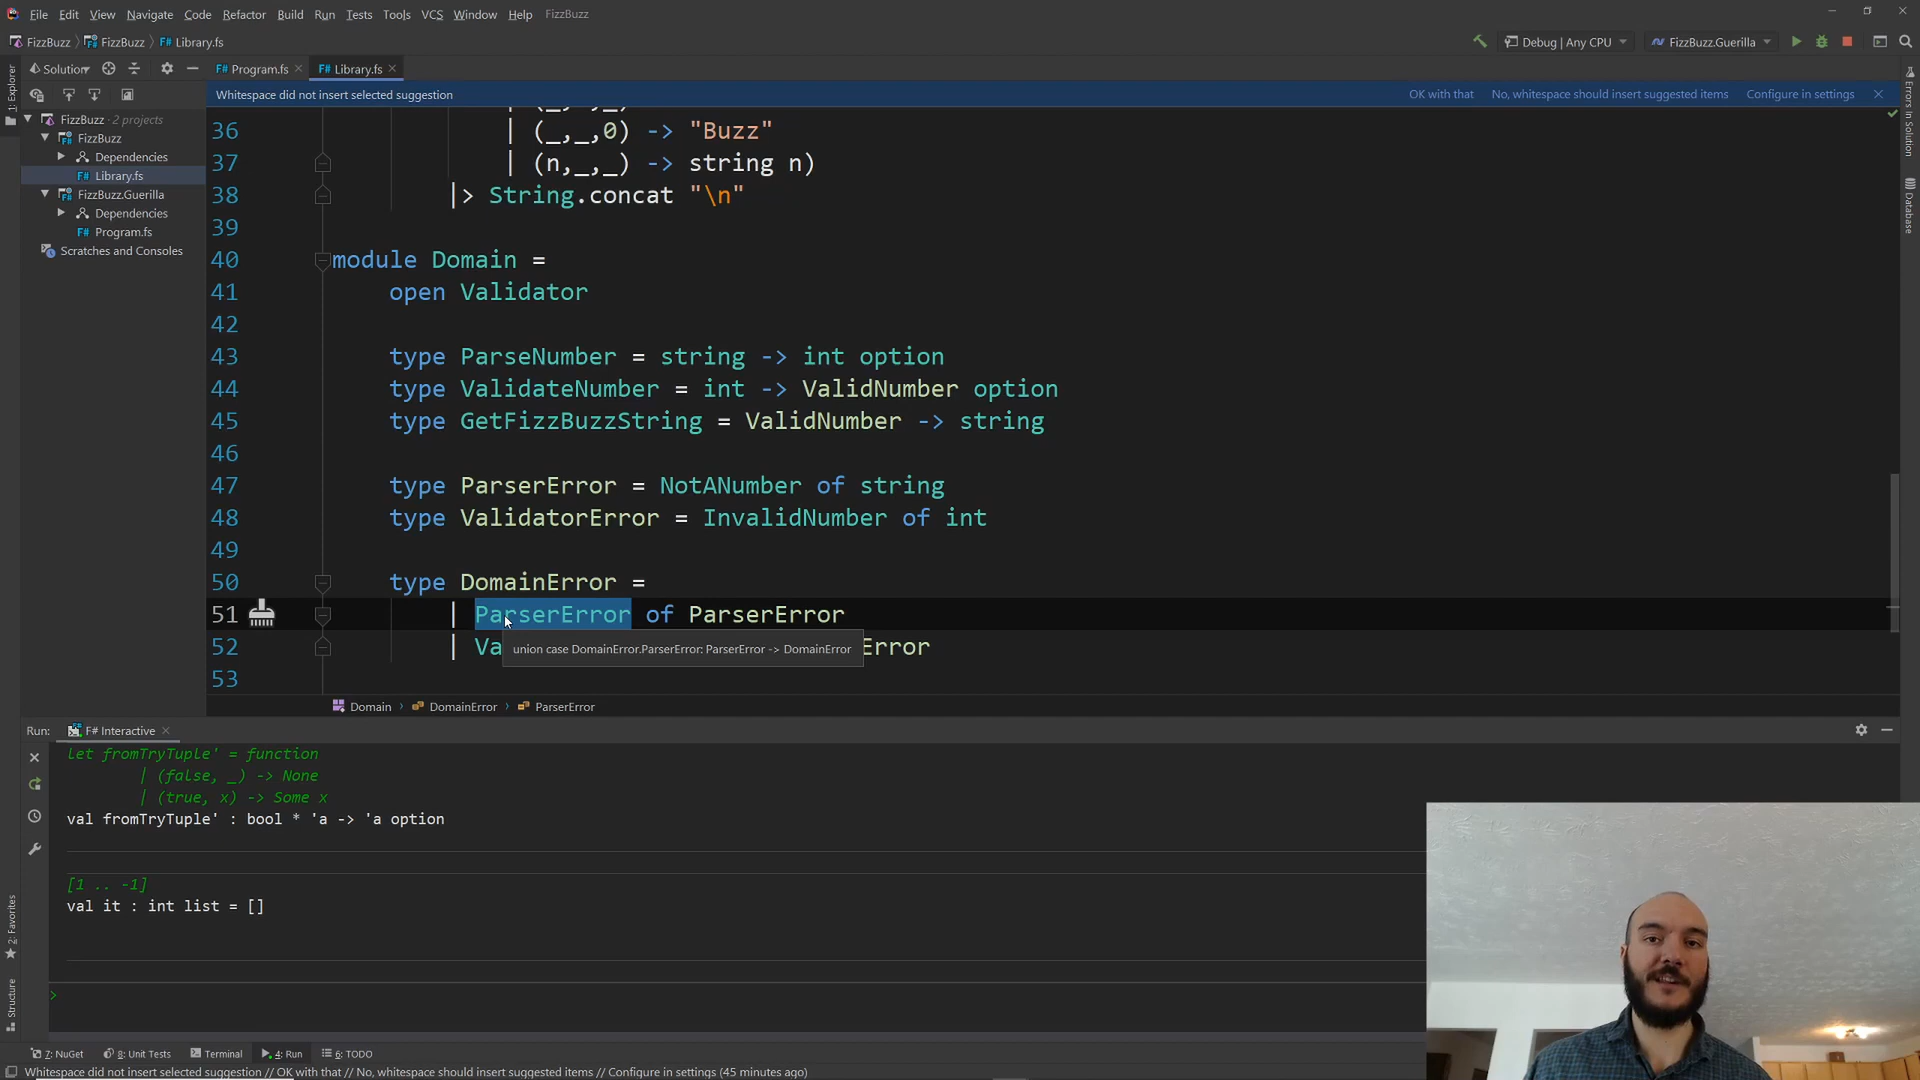 File Edit View Navigate Code Refactor Build Run Tests Tools VCS Window Help FizzBuzz
FizzBuzz FizzBuzz Library.fs
Debug | Any CPU FizzBuzz.Guerilla
1: Explorer
Solution
Program.fs Library.fs
Whitespace did not insert selected suggestion OK with that No, whitespace should insert suggested items Configure in settings
FizzBuzz - 2 projects
FizzBuzz
Dependencies
Library.fs
FizzBuzz.Guerilla
Dependencies
Program.fs
Scratches and Consoles
36 | (_,_,0) -> "Buzz"
37 | (n,_,_) -> string n)
38 |> String.concat "\n"
39
40 module Domain =
41 open Validator
42
43 type ParseNumber = string -> int option
44 type ValidateNumber = int -> ValidNumber option
45 type GetFizzBuzzString = ValidNumber -> string
46
47 type ParserError = NotANumber of string
48 type ValidatorError = InvalidNumber of int
49
50 type DomainError =
51 | ParserError of ParserError
52 | Va Error
union case DomainError.ParserError: ParserError -> DomainError
53
Domain DomainError ParserError
Errors In Solution
Database
Run: F# Interactive
let fromTryTuple' = function
| (false, _) -> None
| (true, x) -> Some x
val fromTryTuple' : bool * 'a -> 'a option
[1 .. -1]
val it : int list = []
>
2: Favorites
Structure
7: NuGet 8: Unit Tests Terminal 4: Run 6: TODO
Whitespace did not insert selected suggestion // OK with that // No, whitespace should insert suggested items // Configure in settings (45 minutes ago)